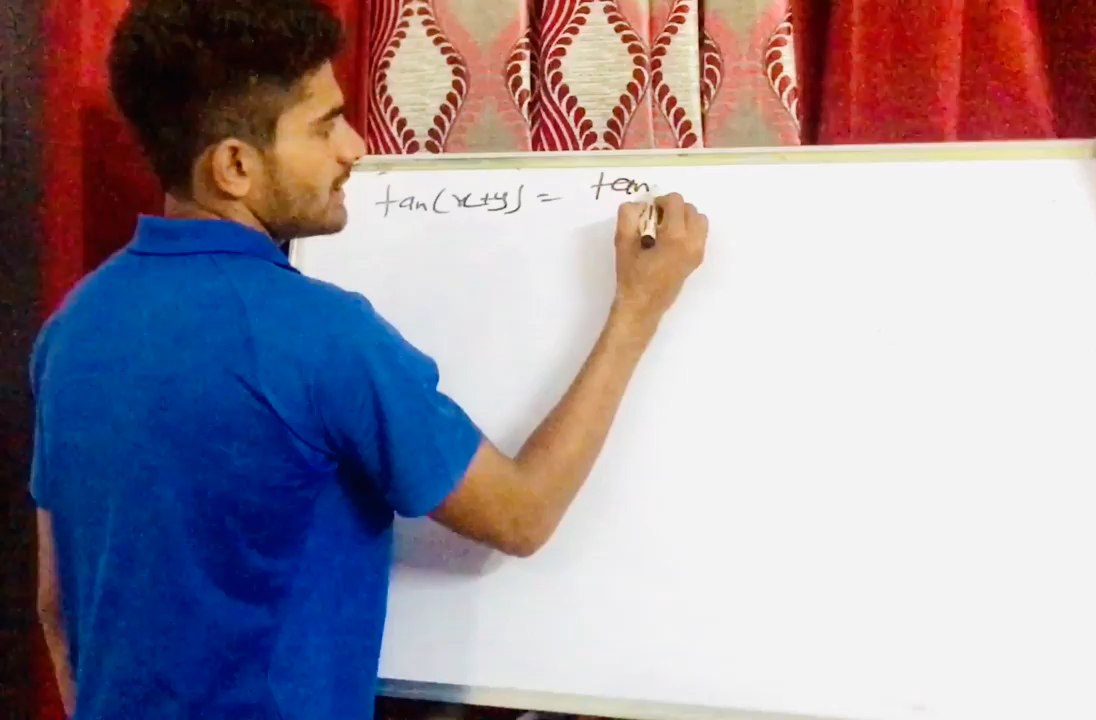 tan(x+y) = tan